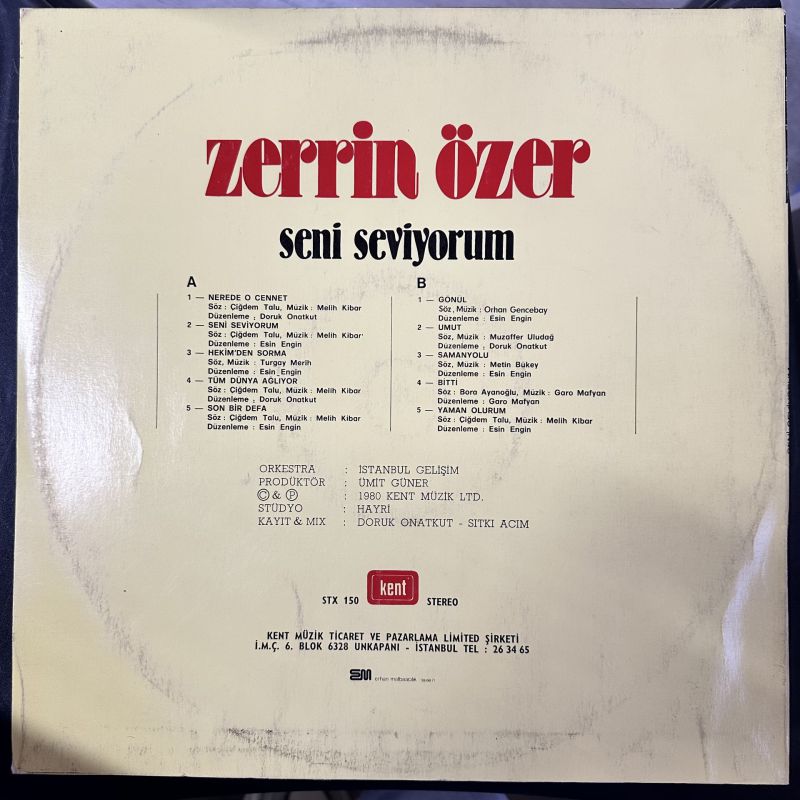 zerrin özer
seni seviyorum
A
1 — NEREDE O CENNET
Söz : Çiğdem Talu, Müzik : Melih Kibar
Düzenleme : Doruk Onatkut
2 — SENİ SEVİYORUM
Söz : Çiğdem Talu, Müzik : Melih Kibar
Düzenleme : Esin Engin
3 — HEKİM'DEN SORMA
Söz, Müzik : Turgay Merih
Düzenleme : Esin Engin
4 — TÜM DÜNYA AĞLIYOR
Söz : Çiğdem Talu, Müzik : Melih Kibar
Düzenleme : Doruk Onatkut
5 — SON BİR DEFA
Söz : Çiğdem Talu, Müzik : Melih Kibar
Düzenleme : Esin Engin
B
1 — GÖNÜL
Söz, Müzik : Orhan Gencebay
Düzenleme : Esin Engin
2 — UMUT
Müzik : Muzaffer Uludağ
Düzenleme : Doruk Onatkut
3 — SAMANYOLU
Söz, Müzik : Metin Bükey
Düzenleme : Esin Engin
4 — BİTTİ
Söz : Bora Ayanoğlu, Müzik : Garo Mafyan
Düzenleme : Garo Mafyan
5 — YAMAN OLURUM
Söz : Çiğdem Talu, Müzik : Melih Kibar
Düzenleme : Esin Engin
ORKESTRA : İSTANBUL GELİŞİM
PRODÜKTÖR : ÜMİT GÜNER
© & ℗ : 1980 KENT MÜZİK LTD.
STÜDYO : HAYRİ
KAYIT & MIX : DORUK ONATKUT - SITKI ACIM
STX 150 kent STEREO
KENT MÜZİK TİCARET VE PAZARLAMA LİMİTED ŞİRKETİ
İ.M.Ç. 6. BLOK 6328 UNKAPANI - İSTANBUL TEL : 26 34 65
orhan matbaacılık